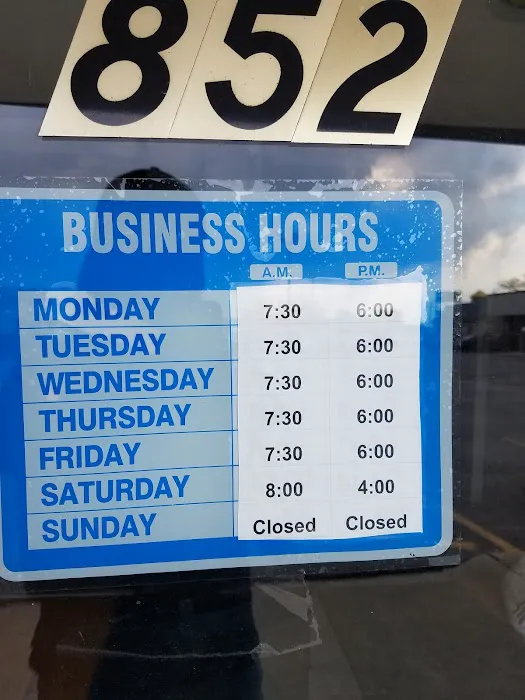 852
BUSINESS HOURS
A.M. P.M.
MONDAY 7:30 6:00
TUESDAY 7:30 6:00
WEDNESDAY 7:30 6:00
THURSDAY 7:30 6:00
FRIDAY 7:30 6:00
SATURDAY 8:00 4:00
SUNDAY Closed Closed